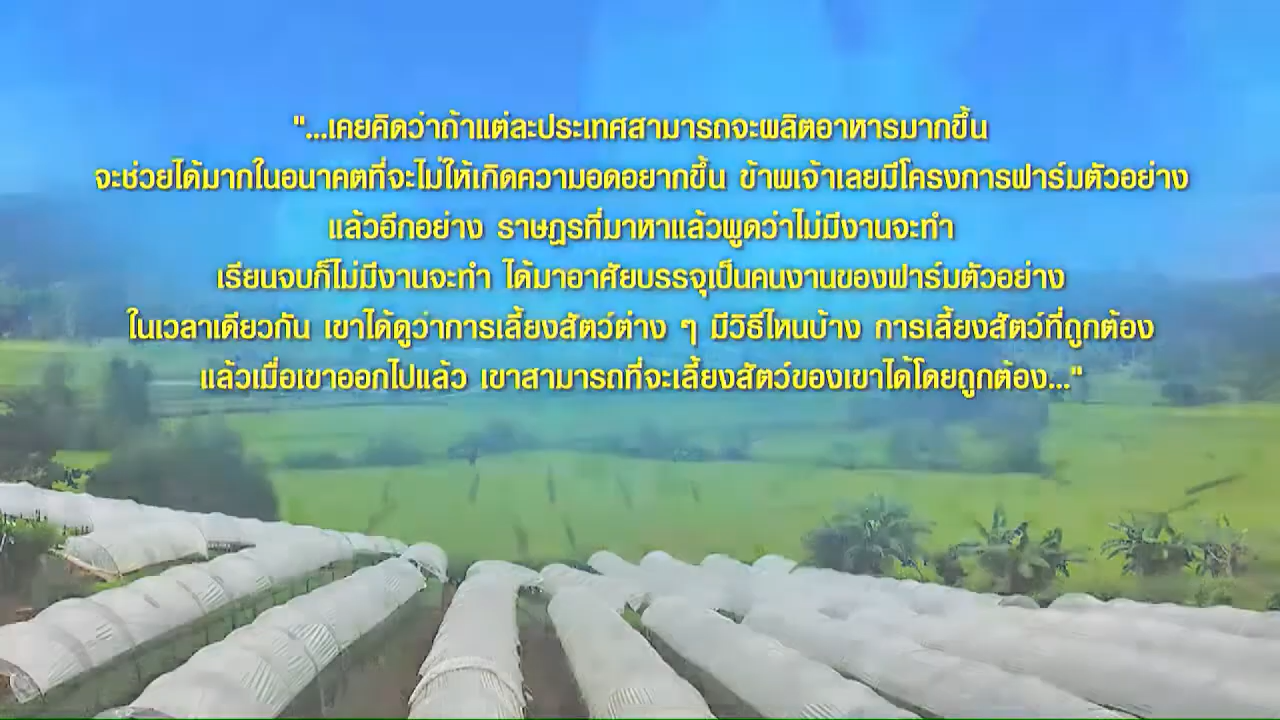 "...เคยคิดว่าถ้าแต่ละประเทศสามารถจะผลิตอาหารมากขึ้น
จะช่วยได้มากในอนาคตที่จะไม่ให้เกิดความอดอยากขึ้น ข้าพเจ้าเลยมีโครงการฟาร์มตัวอย่าง
แล้วอีกอย่าง ราษฎรที่มาหาแล้วพูดว่าไม่มีงานจะทำ
เรียนจบก็ไม่มีงานจะทำ ได้มาอาศัยบรรจุเป็นคนงานของฟาร์มตัวอย่าง
ในเวลาเดียวกัน เขาได้ดูว่าการเลี้ยงสัตว์ต่าง ๆ มีวิธีไหนบ้าง การเลี้ยงสัตว์ที่ถูกต้อง
แล้วเมื่อเขาออกไปแล้ว เขาสามารถที่จะเลี้ยงสัตว์ของเขาได้โดยถูกต้อง..."